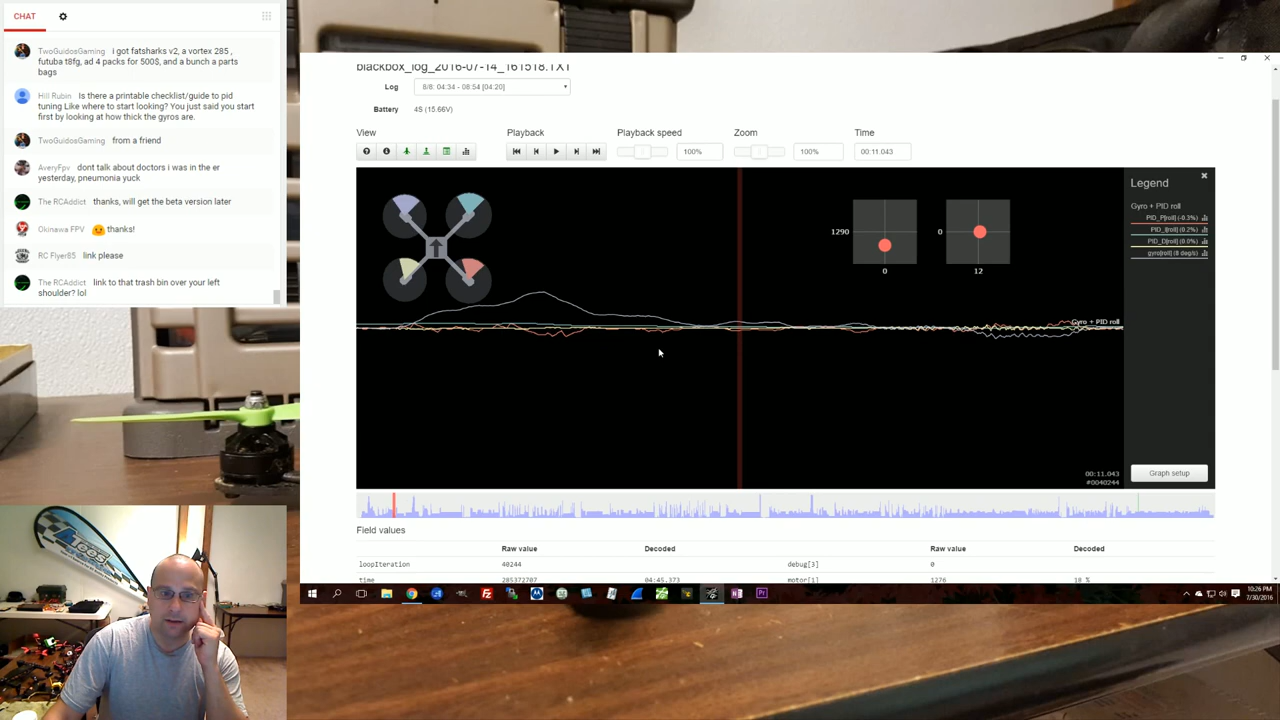 CHAT
TwoGuidosGaming i got fatsharks v2, a vortex 285 ,
futuba t8fg, ad 4 packs for 500$, and a bunch a parts
bags
Hill Rubin Is there a printable checklist/guide to pid
tuning Like where to start looking? You just said you start
first by looking at how thick the gyros are.
TwoGuidosGaming from a friend
AveryFpv dont talk about doctors i was in the er
yesterday, pneumonia yuck
The RCAddict thanks, will get the beta version later
Okinawa FPV thanks!
RC Flyer85 link please
The RCAddict link to that trash bin over your left
shoulder? lol
blackbox_log_2016-07-14_161518.TXT
Log 8/8: 04:34 - 08:54 [04:20]
Battery 4S (15.66V)
View Playback Playback speed Zoom Time
100% 100% 00:11.043
Legend
Gyro + PID roll
PID_P[roll] (-0.3%)
PID_I[roll] (0.2%)
PID_D[roll] (0.0%)
gyro[roll] (8 deg/s)
1290 0
0 12
Gyro + PID roll
00:11.043
#0040244
Graph setup
Field values
Raw value Decoded Raw value Decoded
loopIteration 40244 debug[3] 0
time 285372707 04:45.373 motor[1] 1276 18 %
10:26 PM
7/30/2016